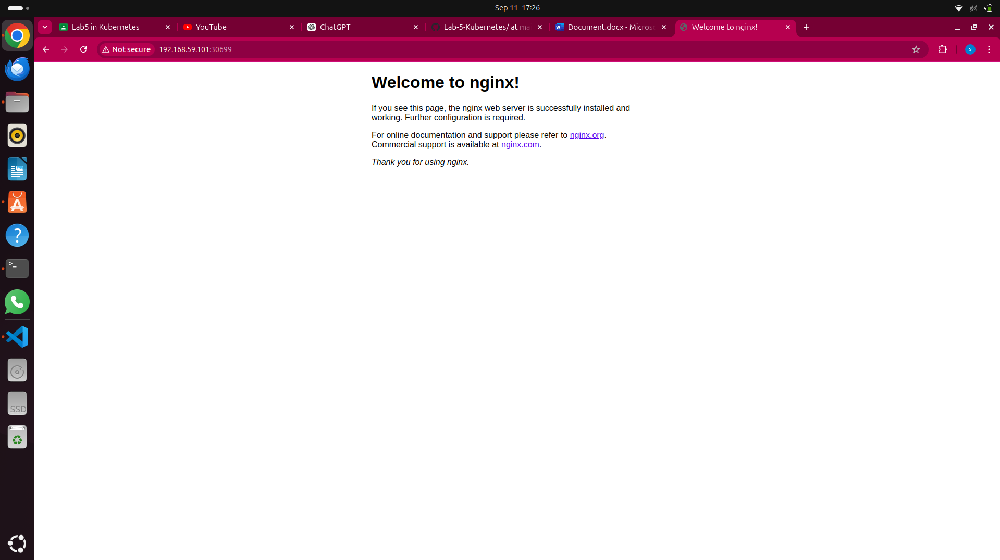 Sep 11 17:26
Lab5 in Kubernetes
YouTube
ChatGPT
Lab-5-Kubernetes/ at ma
Document.docx - Microso
Welcome to nginx!
Not secure
192.168.59.101:30699
S
Welcome to nginx!
If you see this page, the nginx web server is successfully installed and
working. Further configuration is required.
For online documentation and support please refer to nginx.org.
Commercial support is available at nginx.com.
Thank you for using nginx.
>_
SSD